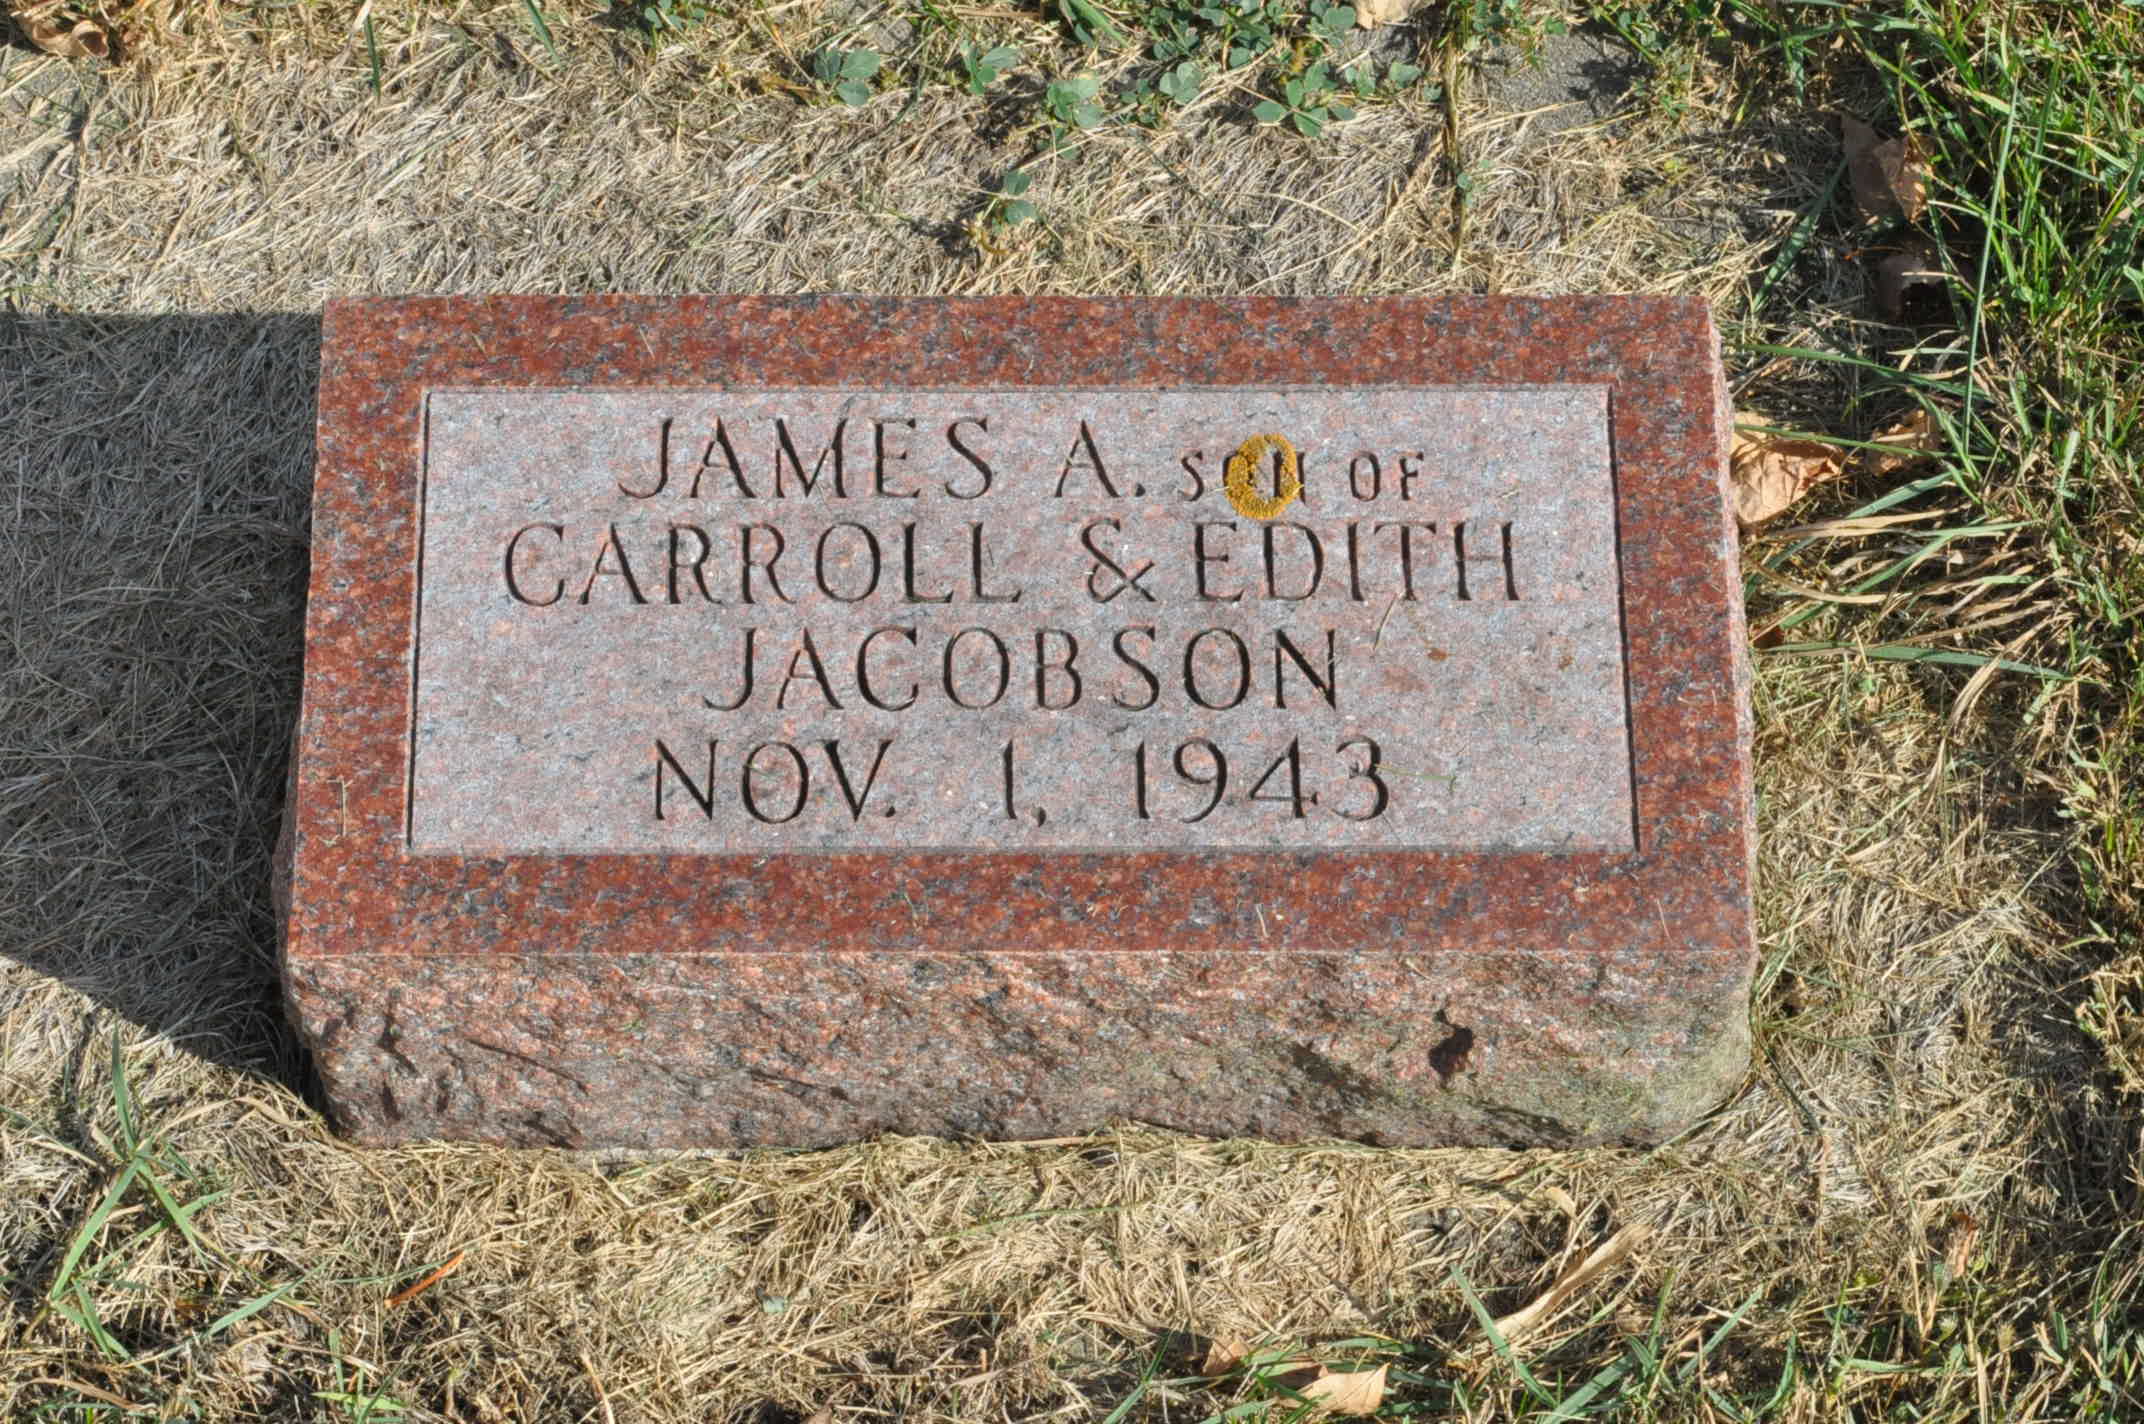 JAMES A. SON OF
CARROLL & EDITH
JACOBSON
NOV. 1, 1943